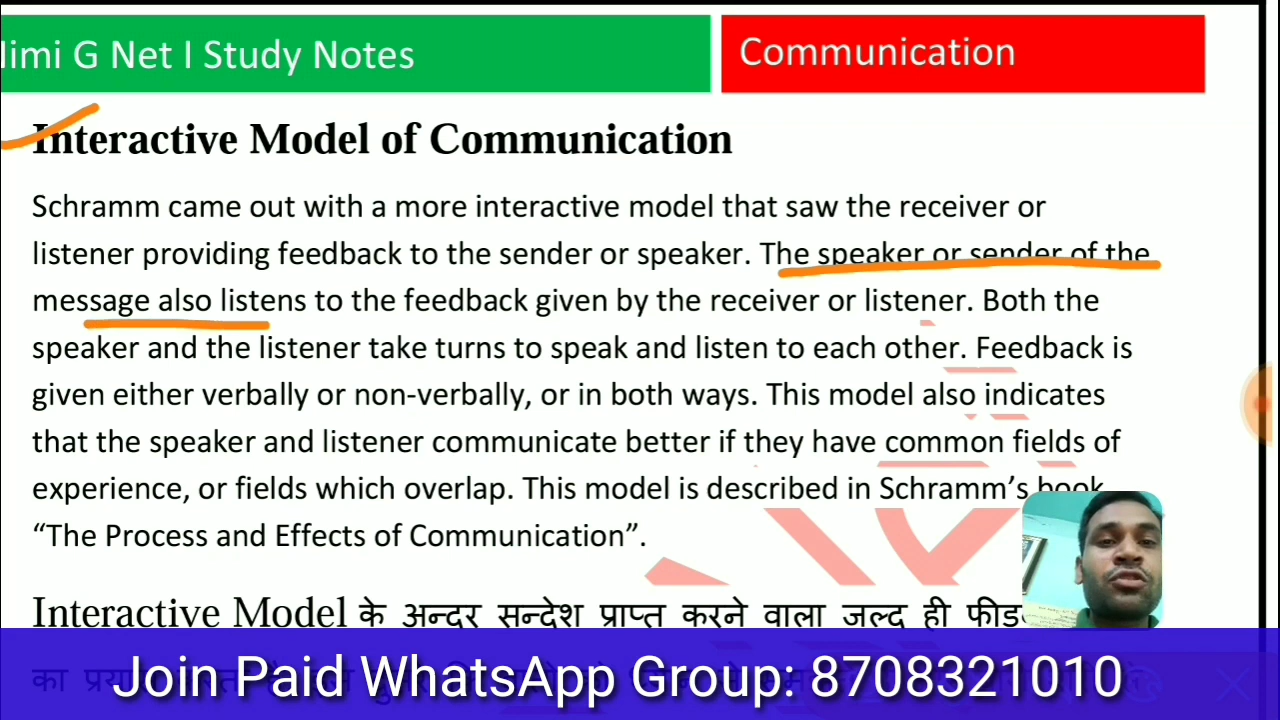 G Net I Study Notes
Communication
Interactive Model of Communication
Schramm came out with a more interactive model that saw the receiver or
listener providing feedback to the sender or speaker. The speaker or sender of the
message also listens to the feedback given by the receiver or listener. Both the
speaker and the listener take turns to speak and listen to each other. Feedback is
given either verbally or non-verbally, or in both ways. This model also indicates
that the speaker and listener communicate better if they have common fields of
experience, or fields which overlap. This model is described in Schramm’s book
“The Process and Effects of Communication”.
Interactive Model के अन्दर सन्देश प्राप्त करने वाला जल्द ही
का
Join Paid WhatsApp Group: 8708321010